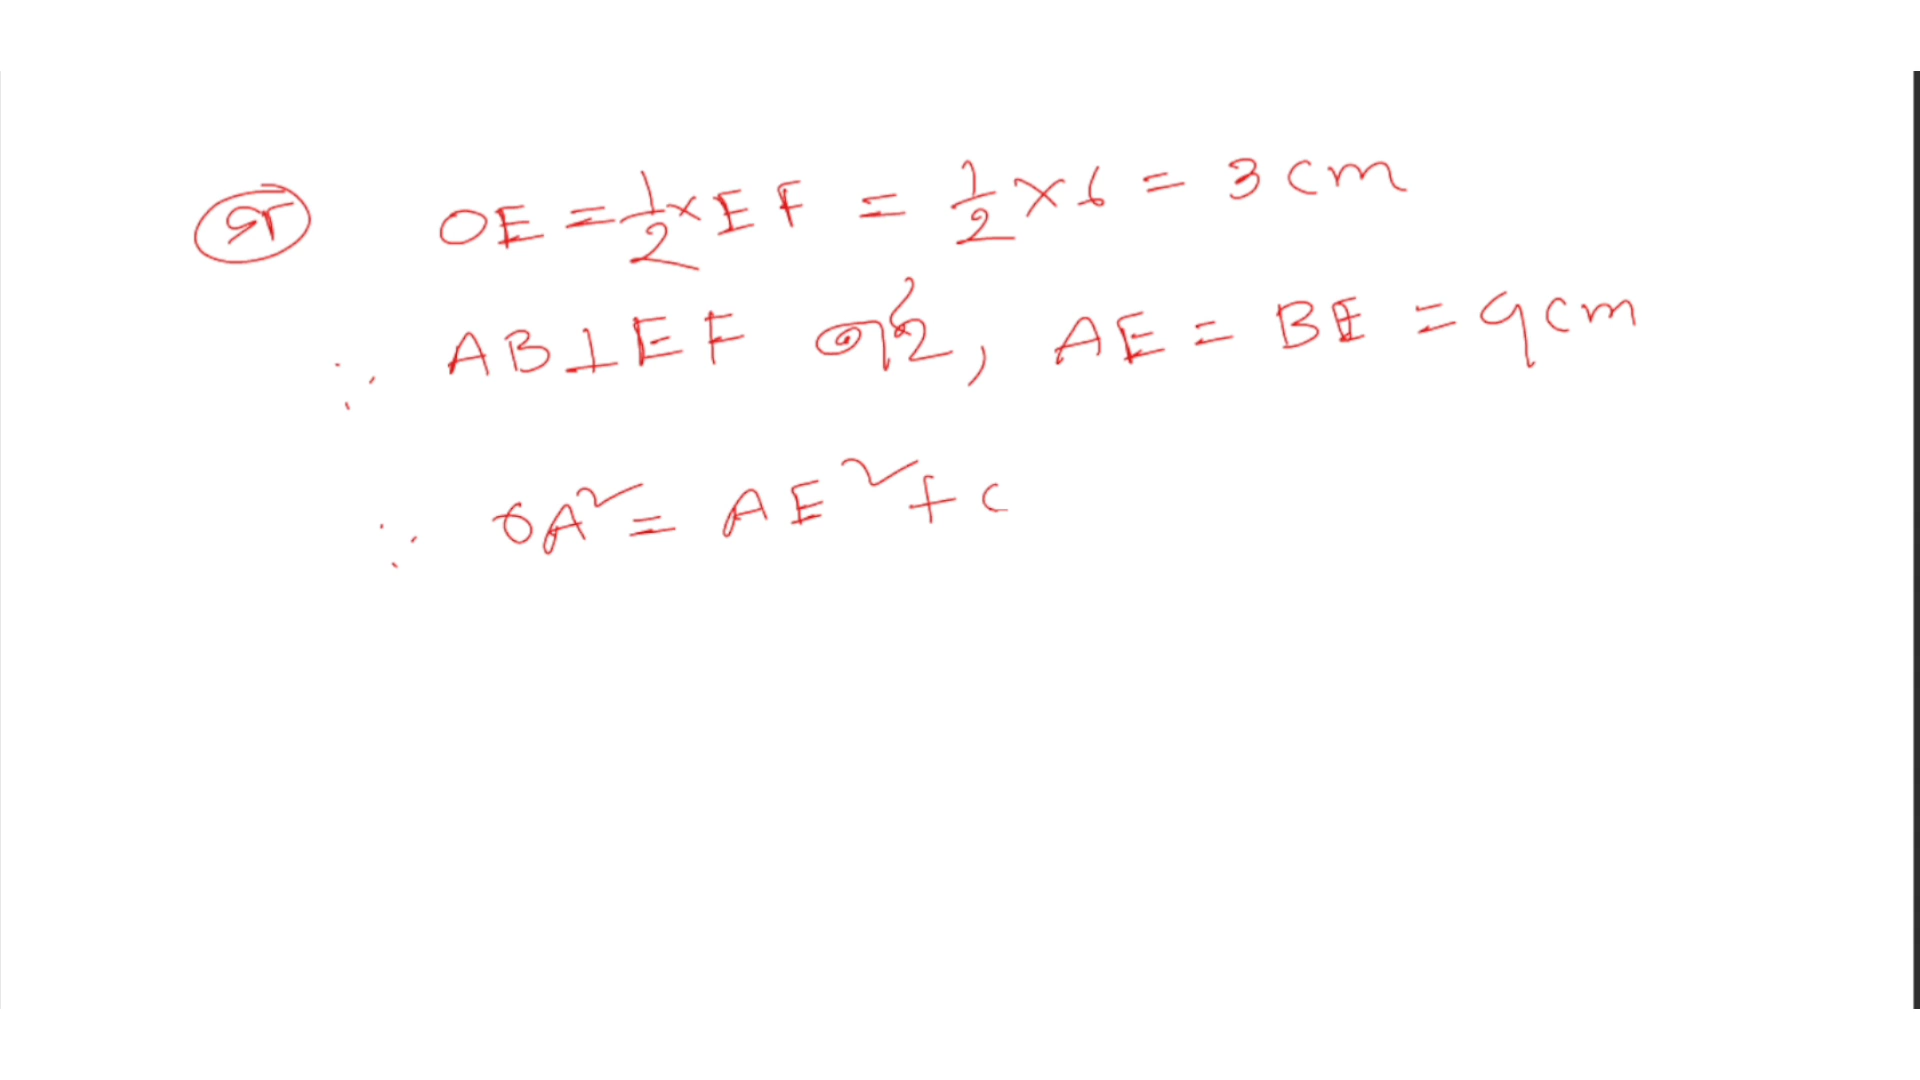 গ OE = 1/2 × EF = 1/2 × 6 = 3 cm
∵ AB ⊥ EF তাই, AE = BE = 9 cm
∴ OA² = AE² + c